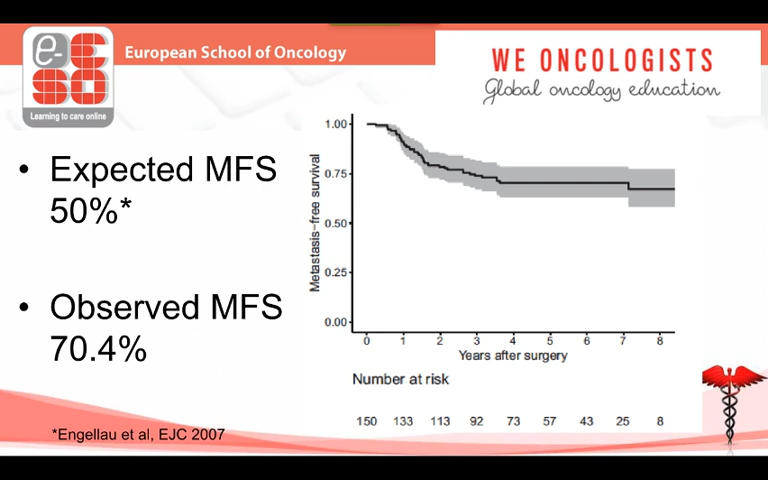 e-ESO
Learning to care online
European School of Oncology
WE ONCOLOGISTS
Global oncology education
• Expected MFS
50%*
• Observed MFS
70.4%
Metastasis-free survival
1.00
0.75
0.50
0.25
0.00
0 1 2 3 4 5 6 7 8
Years after surgery
Number at risk
150 133 113 92 73 57 43 25 8
*Engellau et al, EJC 2007